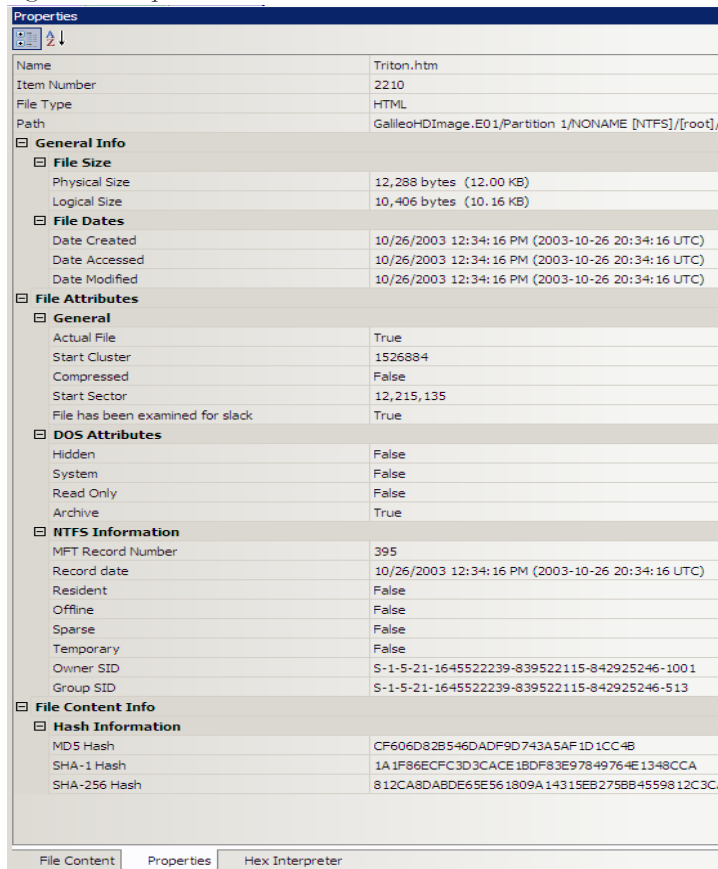 Properties
Name Triton.htm
Item Number 2210
File Type HTML
Path GalileoHDImage.E01/Partition 1/NONAME [NTFS]/[root]/
General Info
File Size
Physical Size 12,288 bytes (12.00 KB)
Logical Size 10,406 bytes (10.16 KB)
File Dates
Date Created 10/26/2003 12:34:16 PM (2003-10-26 20:34:16 UTC)
Date Accessed 10/26/2003 12:34:16 PM (2003-10-26 20:34:16 UTC)
Date Modified 10/26/2003 12:34:16 PM (2003-10-26 20:34:16 UTC)
File Attributes
General
Actual File True
Start Cluster 1526884
Compressed False
Start Sector 12,215,135
File has been examined for slack True
DOS Attributes
Hidden False
System False
Read Only False
Archive True
NTFS Information
MFT Record Number 395
Record date 10/26/2003 12:34:16 PM (2003-10-26 20:34:16 UTC)
Resident False
Offline False
Sparse False
Temporary False
Owner SID S-1-5-21-1645522239-839522115-842925246-1001
Group SID S-1-5-21-1645522239-839522115-842925246-513
File Content Info
Hash Information
MD5 Hash CF606D82B546DADF9D743A5AF1D1CC4B
SHA-1 Hash 1A1F86ECFC3D3CACE1BDF83E97849764E1348CCA
SHA-256 Hash 812CA8DABDE65E561809A14315EB275BB4559812C3C
File Content Properties Hex Interpreter